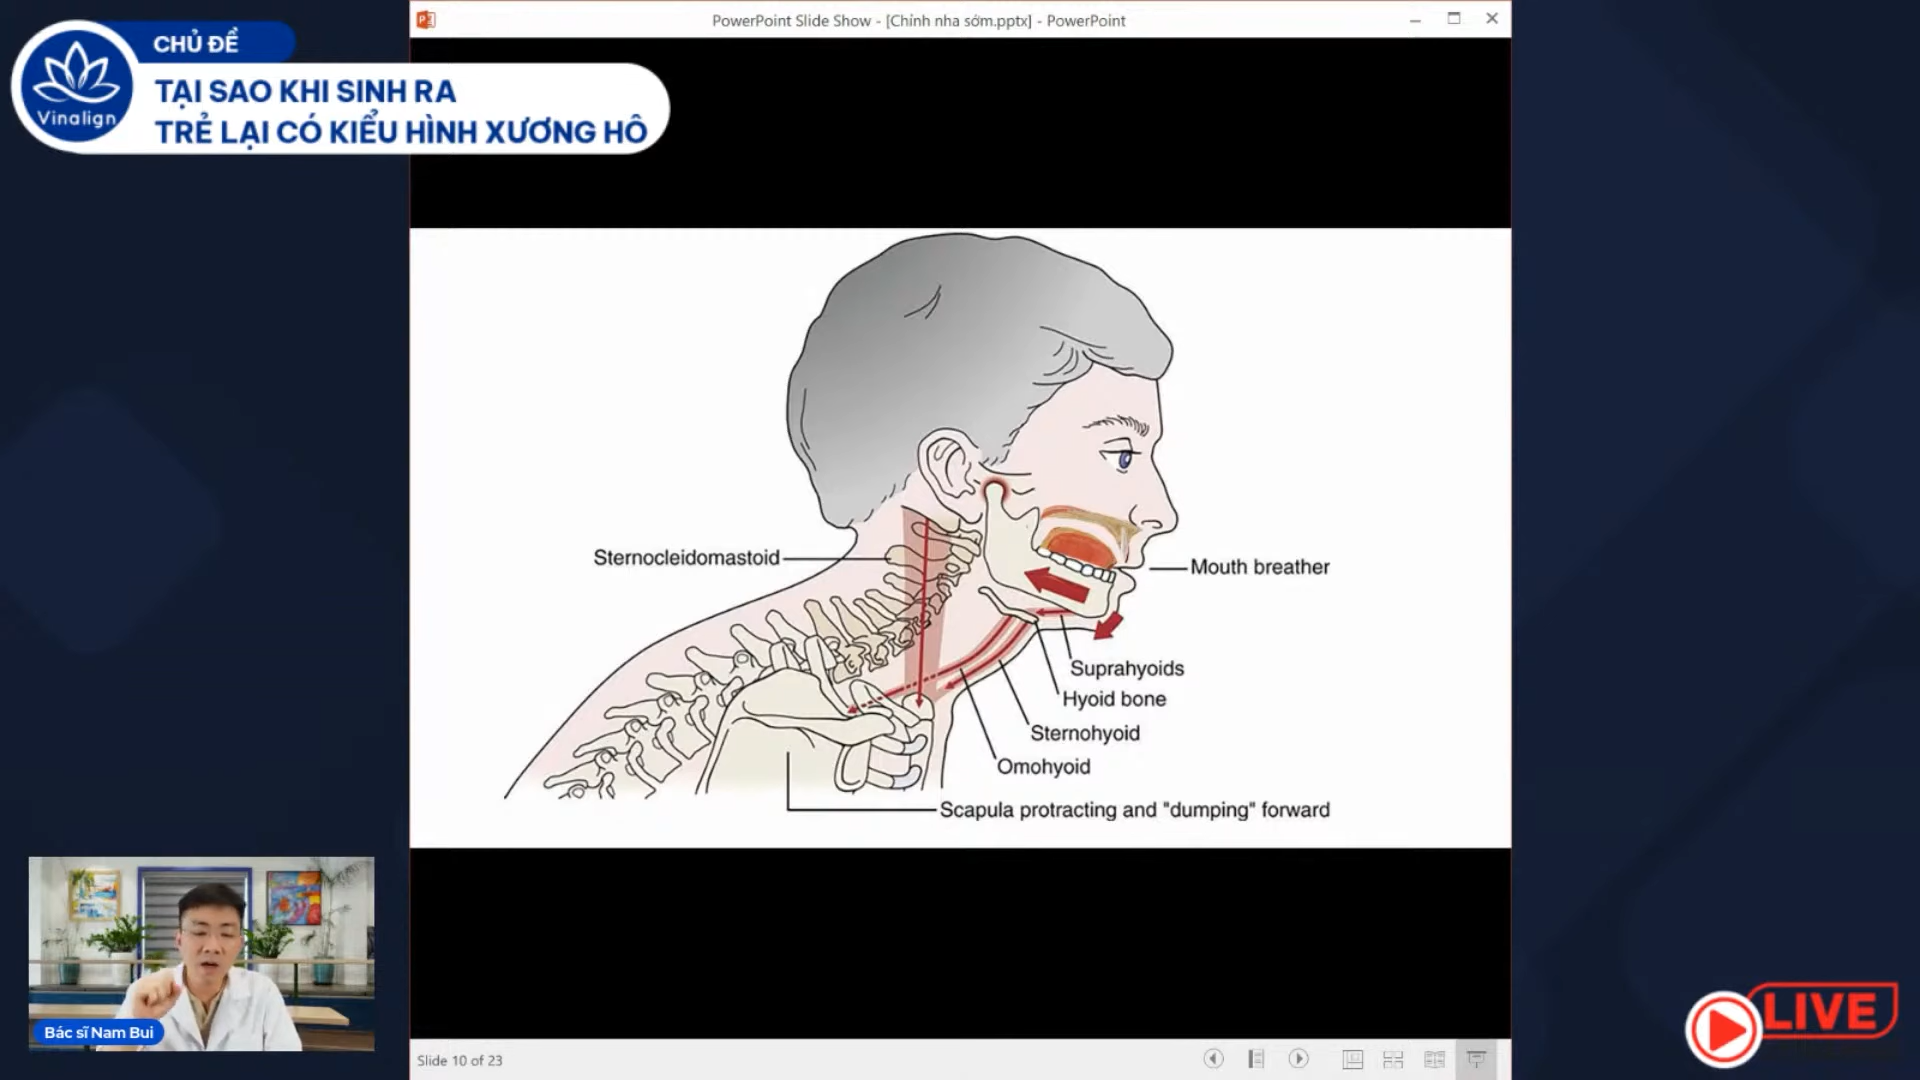 PowerPoint Slide Show - [Chỉnh nha sớm.pptx] - PowerPoint
CHỦ ĐỀ
TẠI SAO KHI SINH RA
TRẺ LẠI CÓ KIỂU HÌNH XƯƠNG HÔ
Vinalign
Sternocleidomastoid
Mouth breather
Suprahyoids
Hyoid bone
Sternohyoid
Omohyoid
Scapula protracting and "dumping" forward
Bác sĩ Nam Bui
LIVE
Slide 10 of 23